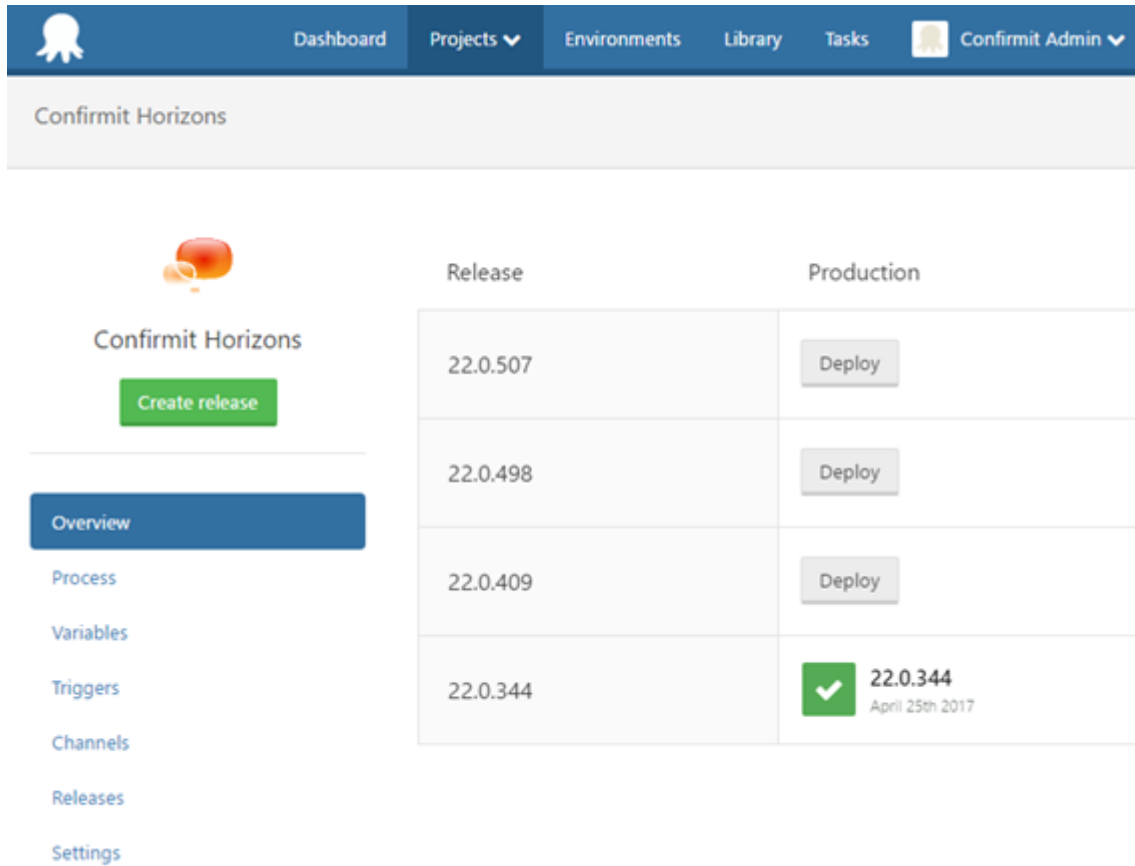 Dashboard Projects Environments Library Tasks Confirmit Admin
Confirmit Horizons
Confirmit Horizons
Create release
Overview
Process
Variables
Triggers
Channels
Releases
Settings
Release Production
22.0.507 Deploy
22.0.498 Deploy
22.0.409 Deploy
22.0.344 22.0.344
April 25th 2017